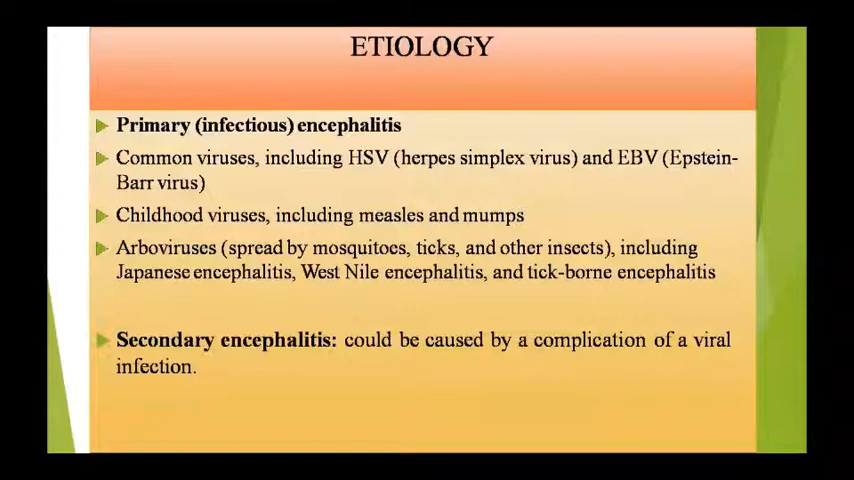 ETIOLOGY
Primary (infectious) encephalitis
Common viruses, including HSV (herpes simplex virus) and EBV (Epstein-
Barr virus)
Childhood viruses, including measles and mumps
Arboviruses (spread by mosquitoes, ticks, and other insects), including
Japanese encephalitis, West Nile encephalitis, and tick-borne encephalitis
Secondary encephalitis: could be caused by a complication of a viral
infection.